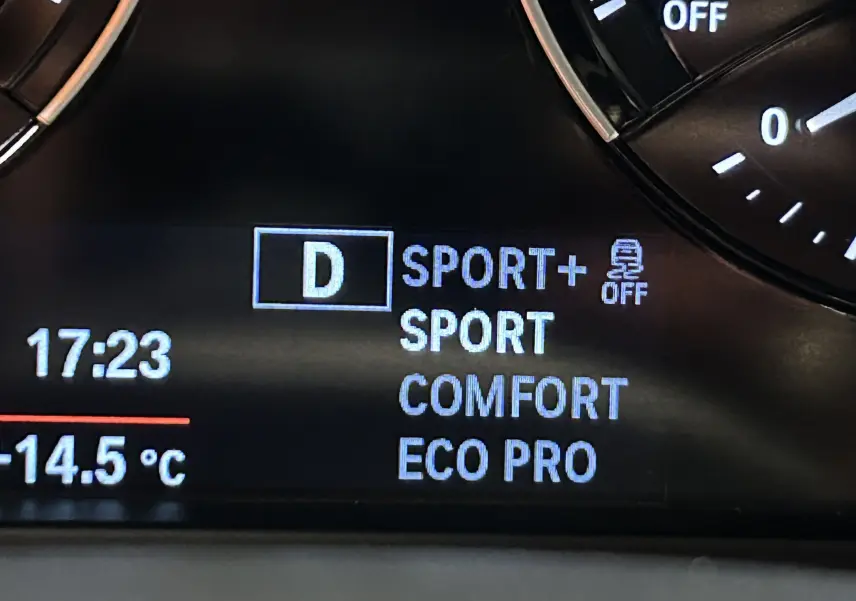 OFF
0
D SPORT+ OFF
SPORT
17:23
COMFORT
-14.5 °C
ECO PRO